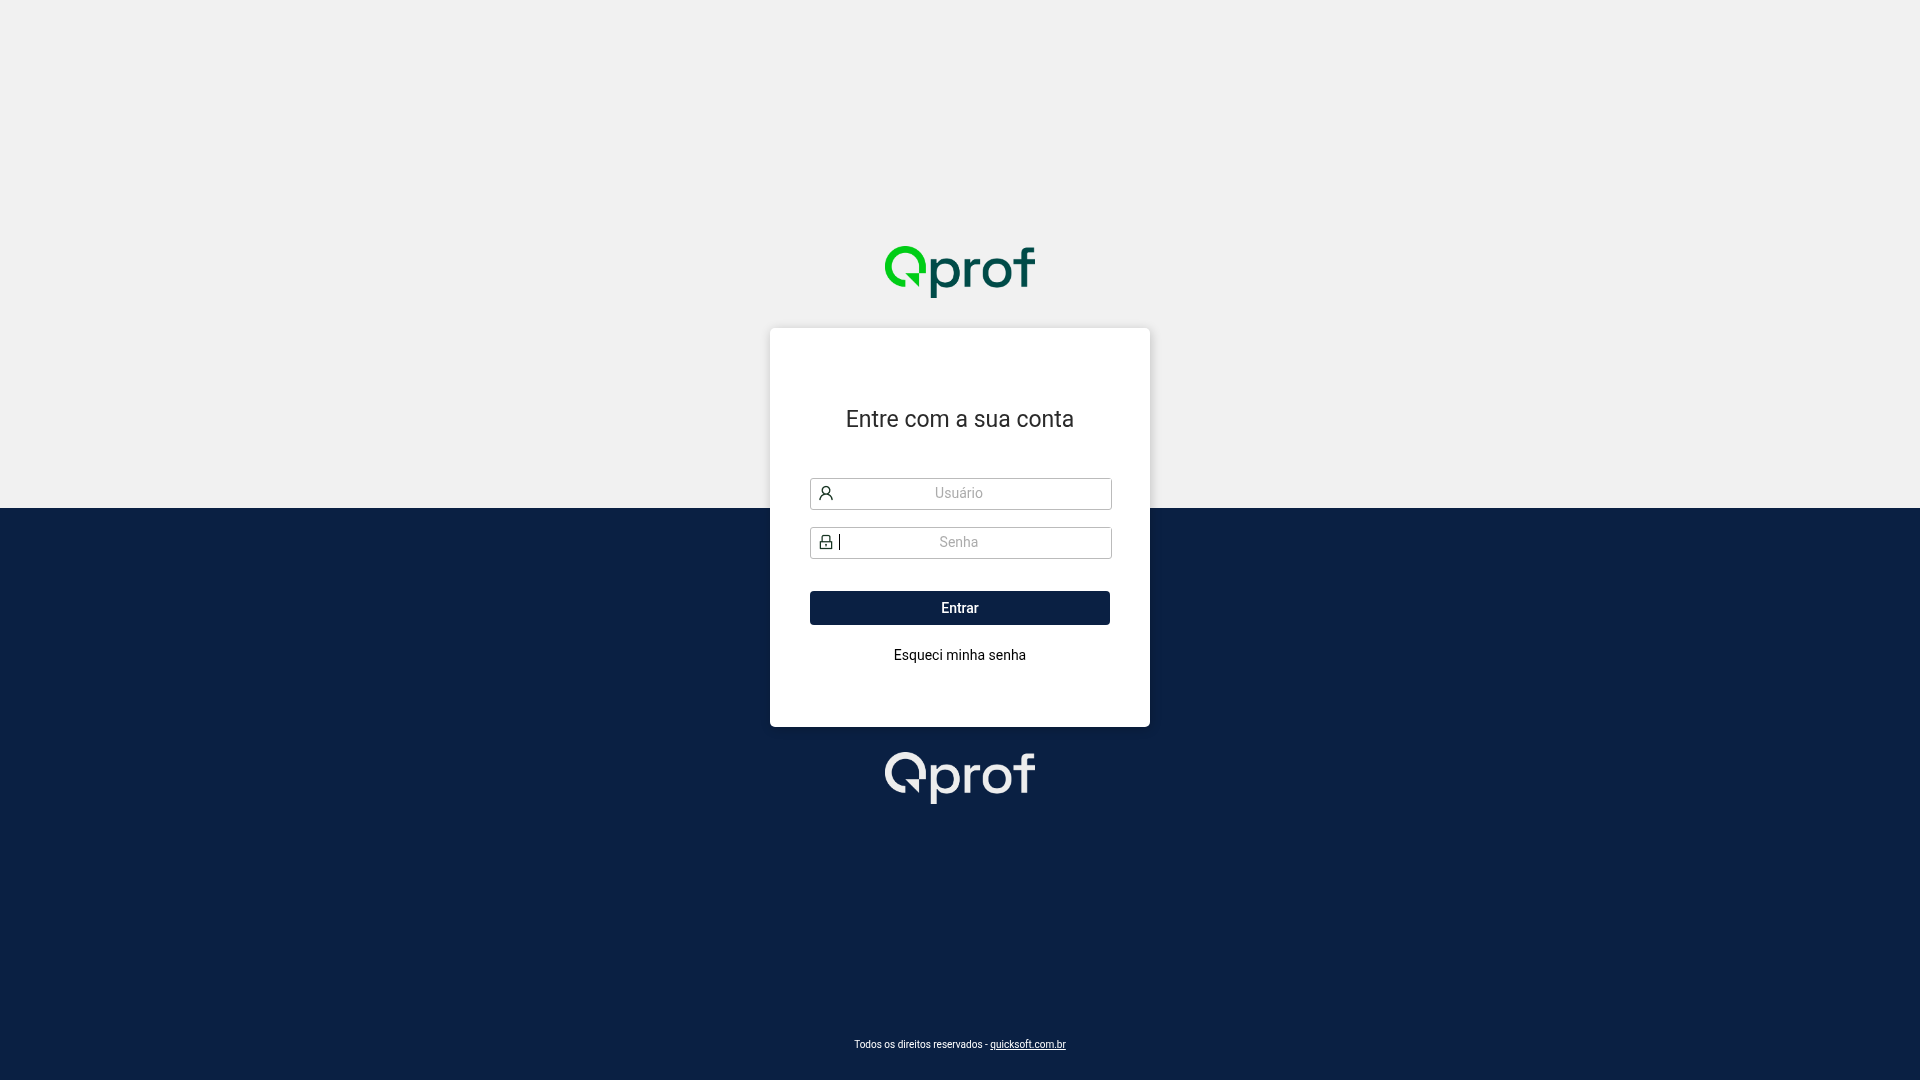 Qprof
Entre com a sua conta
Usuário
Senha
Entrar
Esqueci minha senha
Qprof
Todos os direitos reservados - quicksoft.com.br